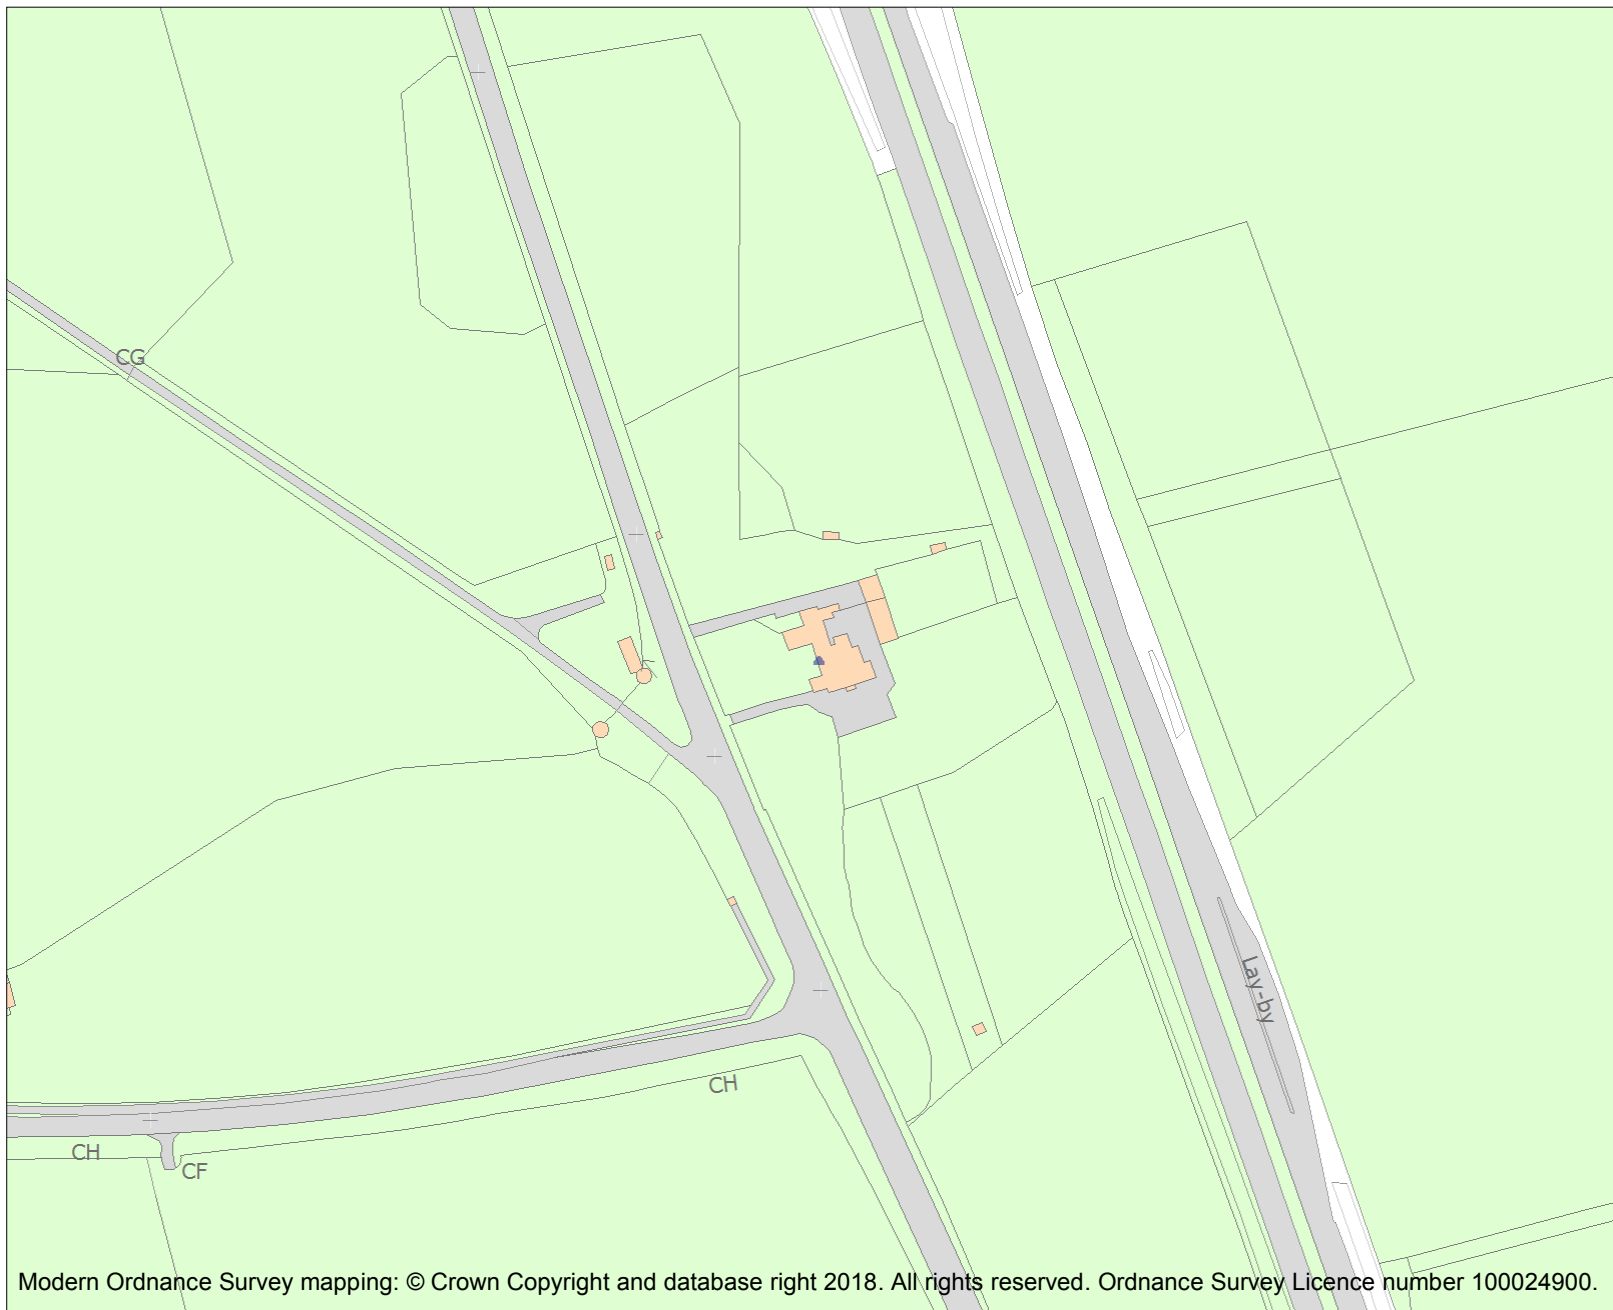 CG
Lay-by
CH
CH
CF
Modern Ordnance Survey mapping: © Crown Copyright and database right 2018. All rights reserved. Ordnance Survey Licence number 100024900.